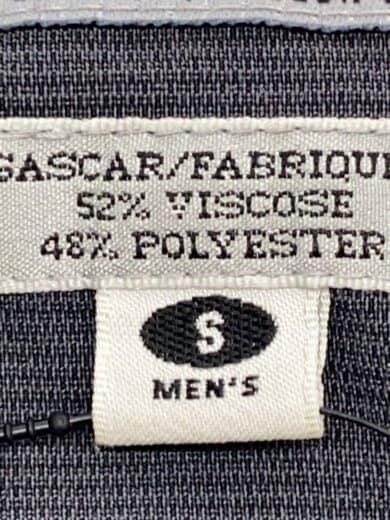 GASCAR/FABRIQUE
52% VISCOSE
48% POLYESTER
S
MEN'S